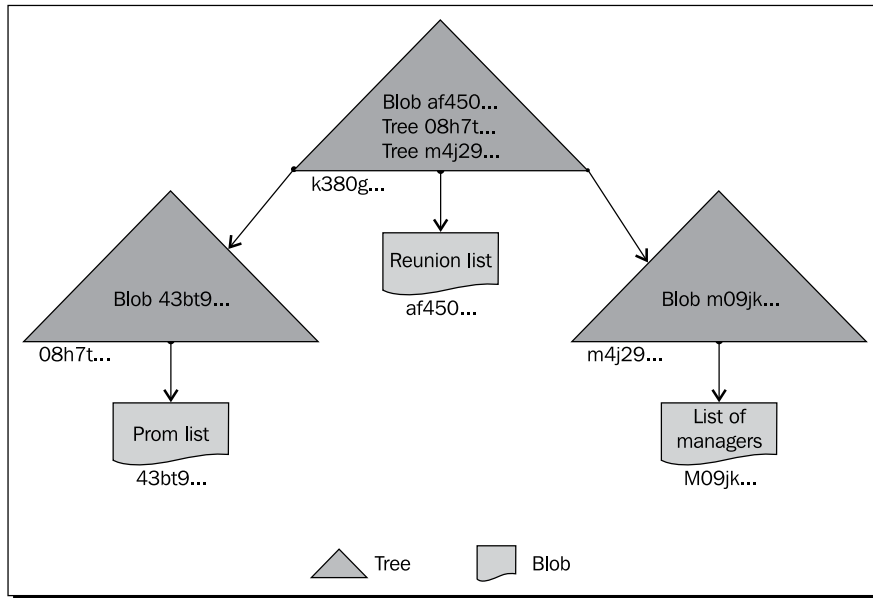 Blob af450...
Tree 08h7t...
Tree m4j29...
k380g...
Reunion list
af450...
Blob 43bt9...
08h7t...
Blob m09jk...
m4j29...
Prom list
43bt9...
List of
managers
M09jk...
Tree
Blob